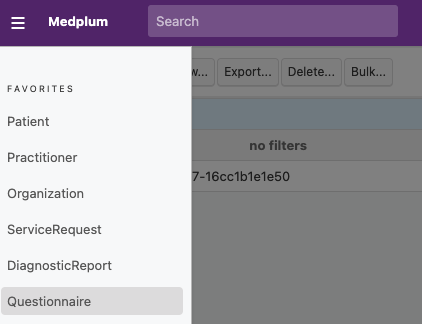 Medplum
Search
FAVORITES
Patient
Practitioner
Organization
ServiceRequest
DiagnosticReport
Questionnaire
w... Export... Delete... Bulk...
no filters
7-16cc1b1e1e50